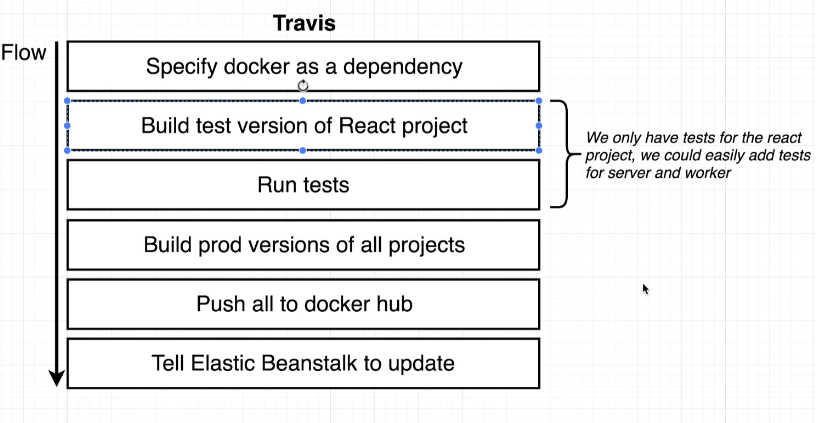 Travis
Flow
Specify docker as a dependency
Build test version of React project
Run tests
We only have tests for the react
project, we could easily add tests
for server and worker
Build prod versions of all projects
Push all to docker hub
Tell Elastic Beanstalk to update